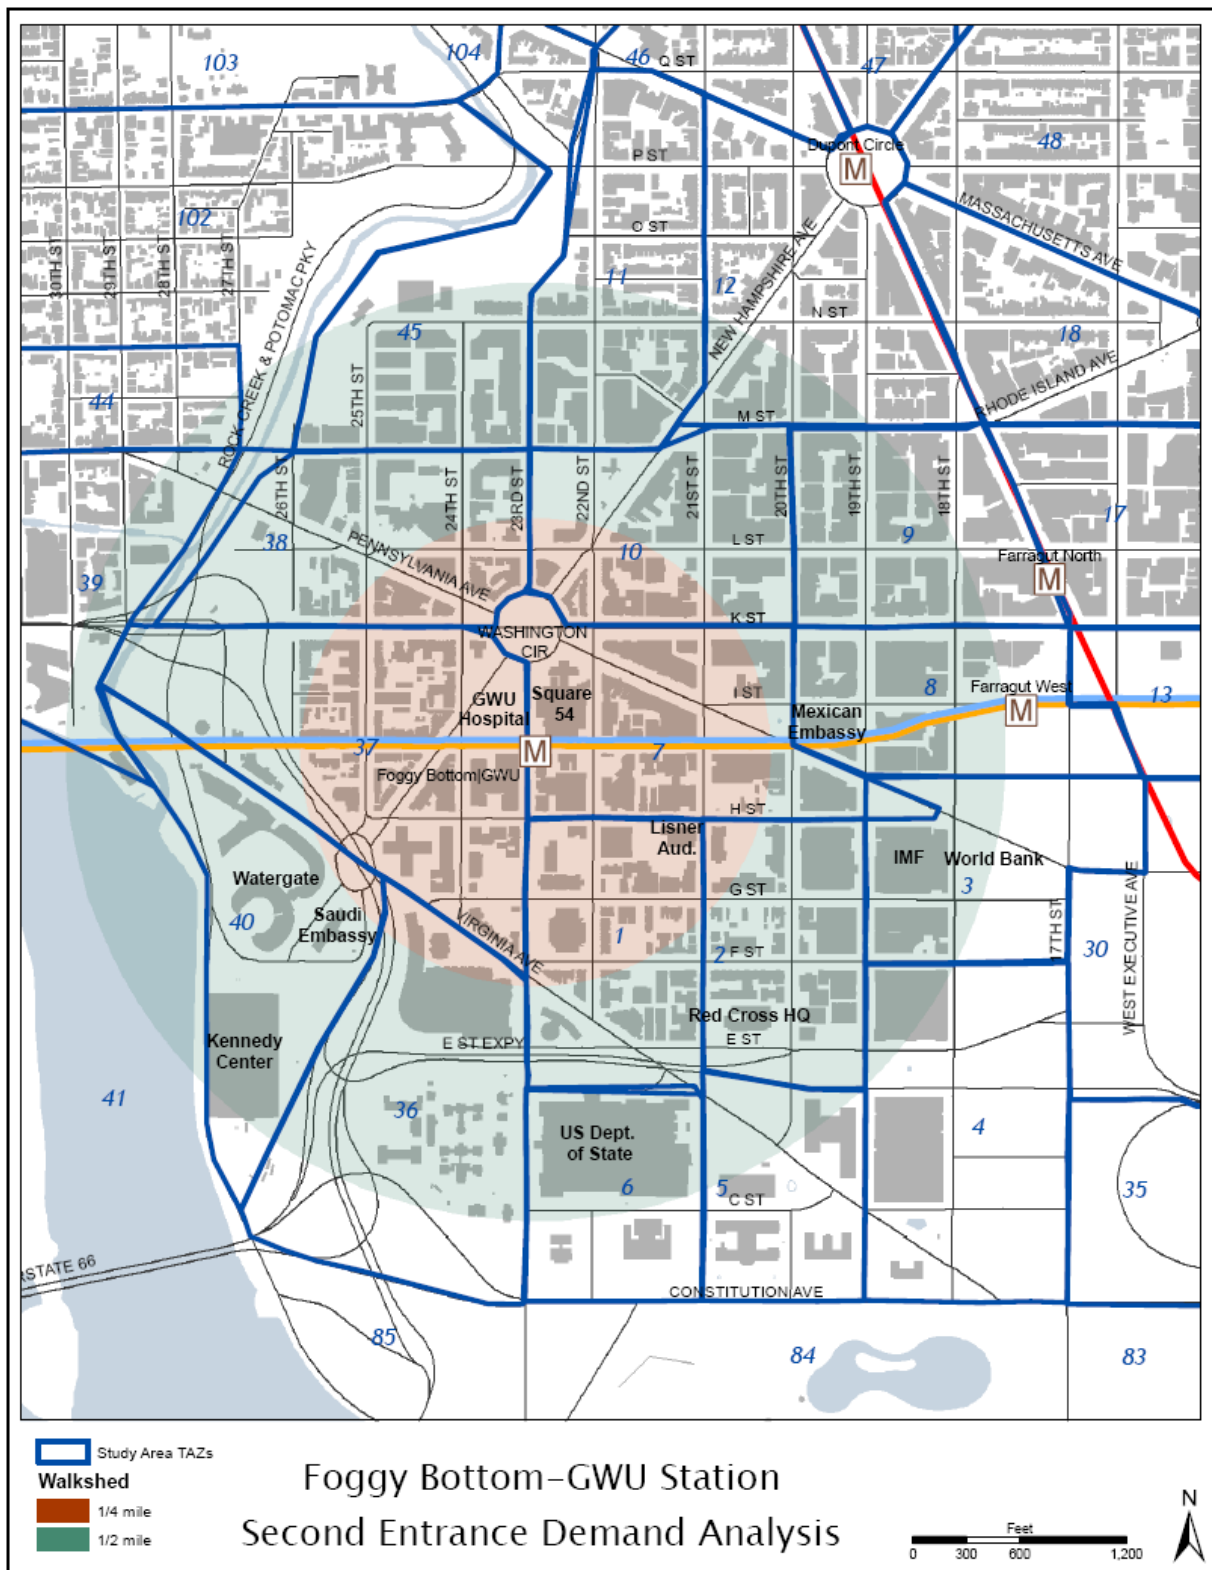 103
104
46
Q ST
47
48
Dupont Circle
M
P ST
MASSACHUSETTS AVE
102
O ST
30TH ST
29TH ST
28TH ST
27TH ST
ROCK CREEK & POTOMAC PKY
11
12
NEW HAMPSHIRE AVE
N ST
45
18
RHODE ISLAND AVE
25TH ST
44
M ST
26TH ST
24TH ST
23RD ST
22ND ST
21ST ST
20TH ST
19TH ST
18TH ST
17
38
PENNSYLVANIA AVE
10
L ST
9
Farragut North
M
39
K ST
WASHINGTON
CIR
GWU
Hospital
Square
54
I ST
8
Farragut West
M
13
Mexican
Embassy
37
M
7
Foggy Bottom|GWU
H ST
Lisner
Aud.
IMF
World Bank
3
Watergate
G ST
40
Saudi
Embassy
VIRGINIA AVE
1
2
F ST
17TH ST
30
WEST EXECUTIVE AVE
Red Cross HQ
Kennedy
Center
E ST EXPY
E ST
41
36
US Dept.
of State
4
6
5
C ST
35
RSTATE 66
CONSTITUTION AVE
85
84
83
Study Area TAZs
Walkshed
1/4 mile
1/2 mile
Foggy Bottom-GWU Station
Second Entrance Demand Analysis
Feet
0 300 600 1,200
N